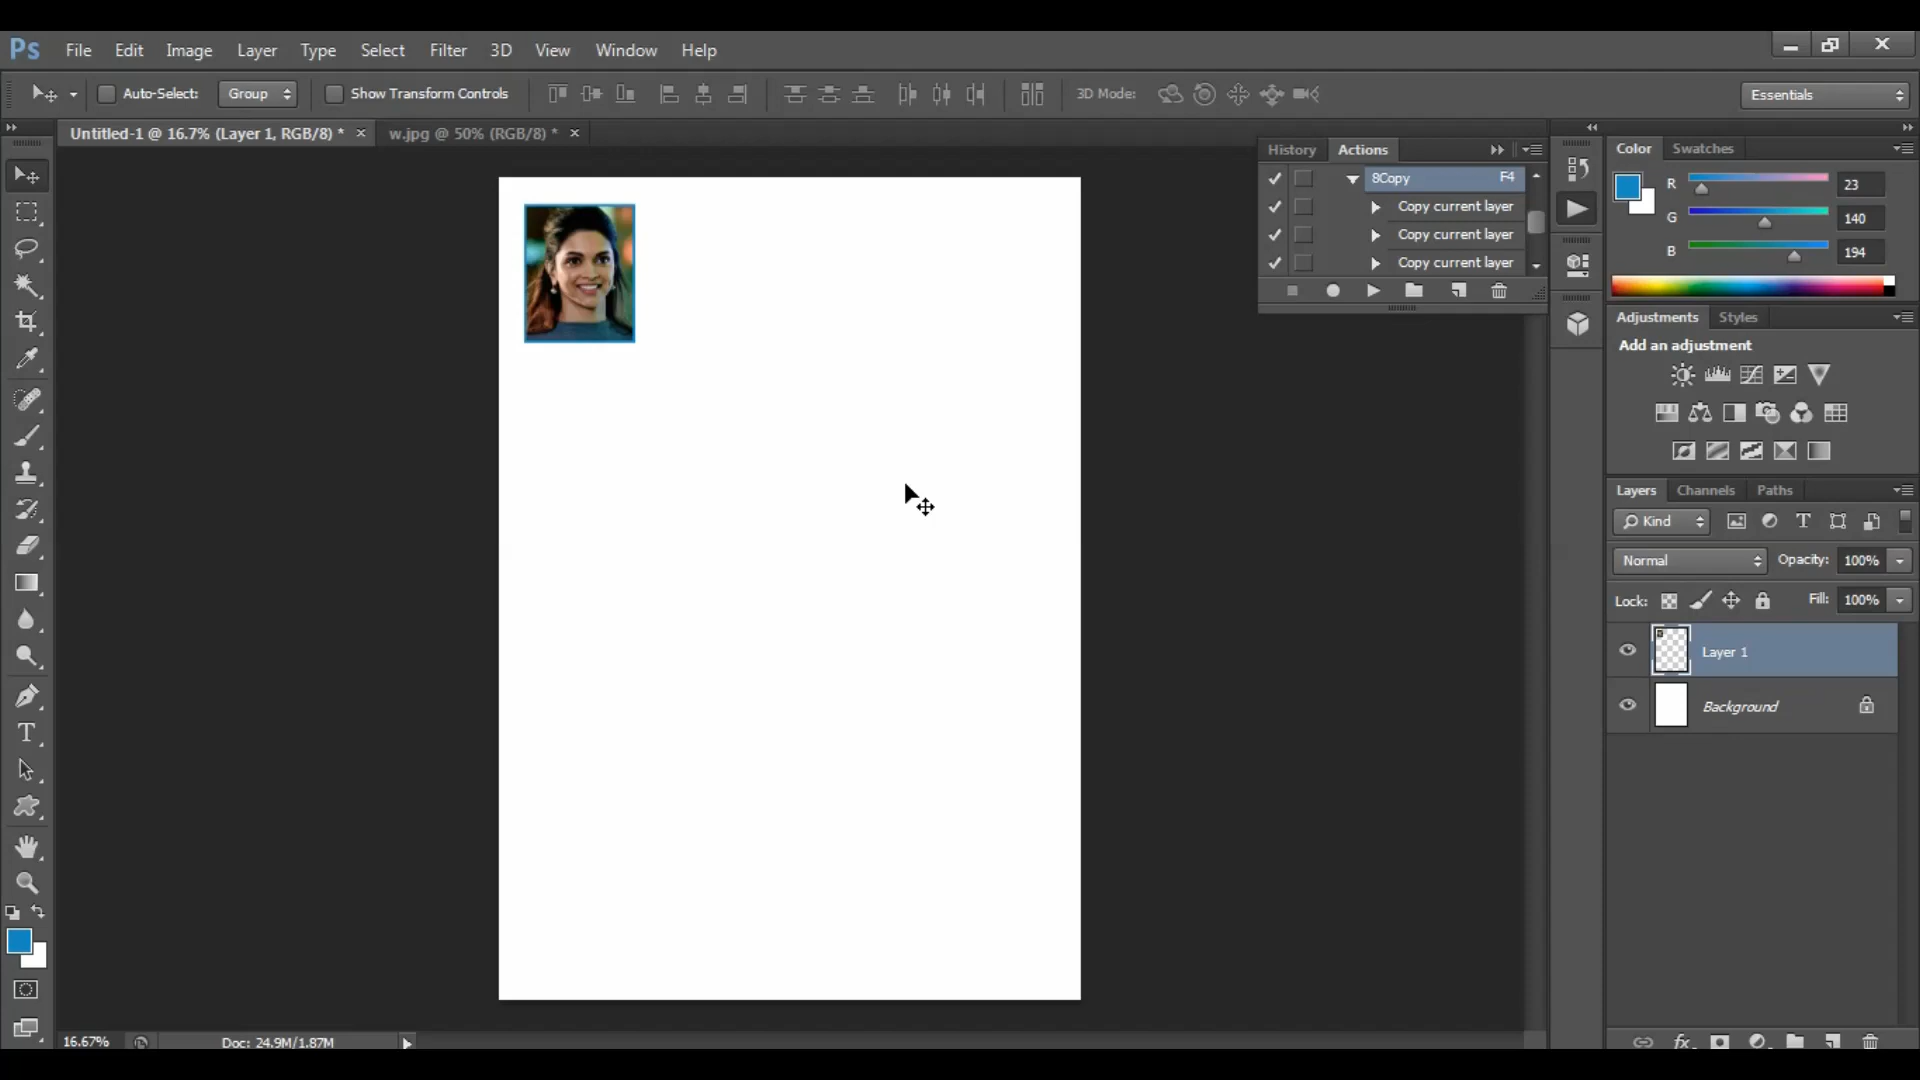 Ps File Edit Image Layer Type Select Filter 3D View Window Help
Auto-Select: Group Show Transform Controls 3D Mode: Essentials
Untitled-1 @ 16.7% (Layer 1, RGB/8) * × w.jpg @ 50% (RGB/8) * ×
History Actions
8Copy F4
Copy current layer
Copy current layer
Copy current layer
Color Swatches
R 23
G 140
B 194
Adjustments Styles
Add an adjustment
Layers Channels Paths
Kind
Normal Opacity: 100%
Lock: Fill: 100%
Layer 1
Background
fx
16.67% Doc: 24.9M/1.87M